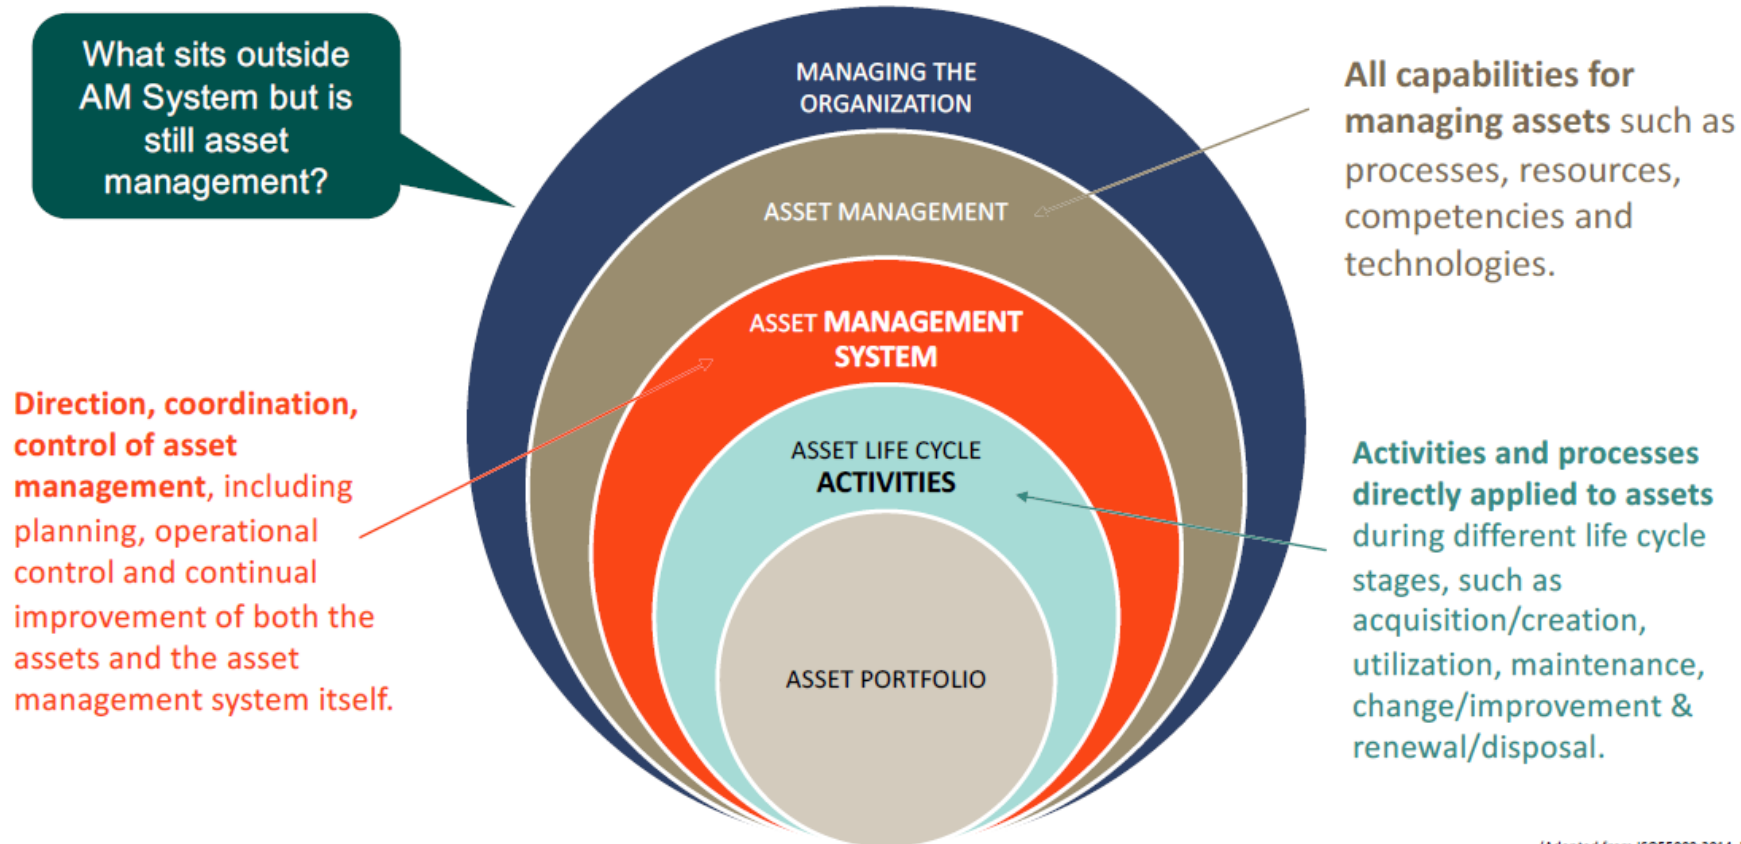 What sits outside
AM System but is
still asset
management?
MANAGING THE
ORGANIZATION
All capabilities for
managing assets such as
processes, resources,
competencies and
technologies.
ASSET MANAGEMENT
ASSET MANAGEMENT
SYSTEM
Direction, coordination,
control of asset
management, including
planning, operational
control and continual
improvement of both the
assets and the asset
management system itself.
ASSET LIFE CYCLE
ACTIVITIES
Activities and processes
directly applied to assets
during different life cycle
stages, such as
acquisition/creation,
utilization, maintenance,
change/improvement &
renewal/disposal.
ASSET PORTFOLIO